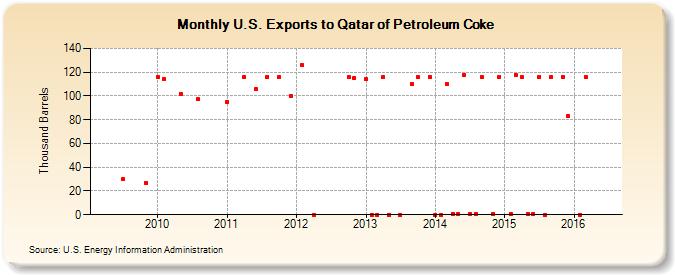 Monthly U.S. Exports to Qatar of Petroleum Coke
Thousand Barrels
140
120
100
80
60
40
20
0
2010 2011 2012 2013 2014 2015 2016
Source: U.S. Energy Information Administration